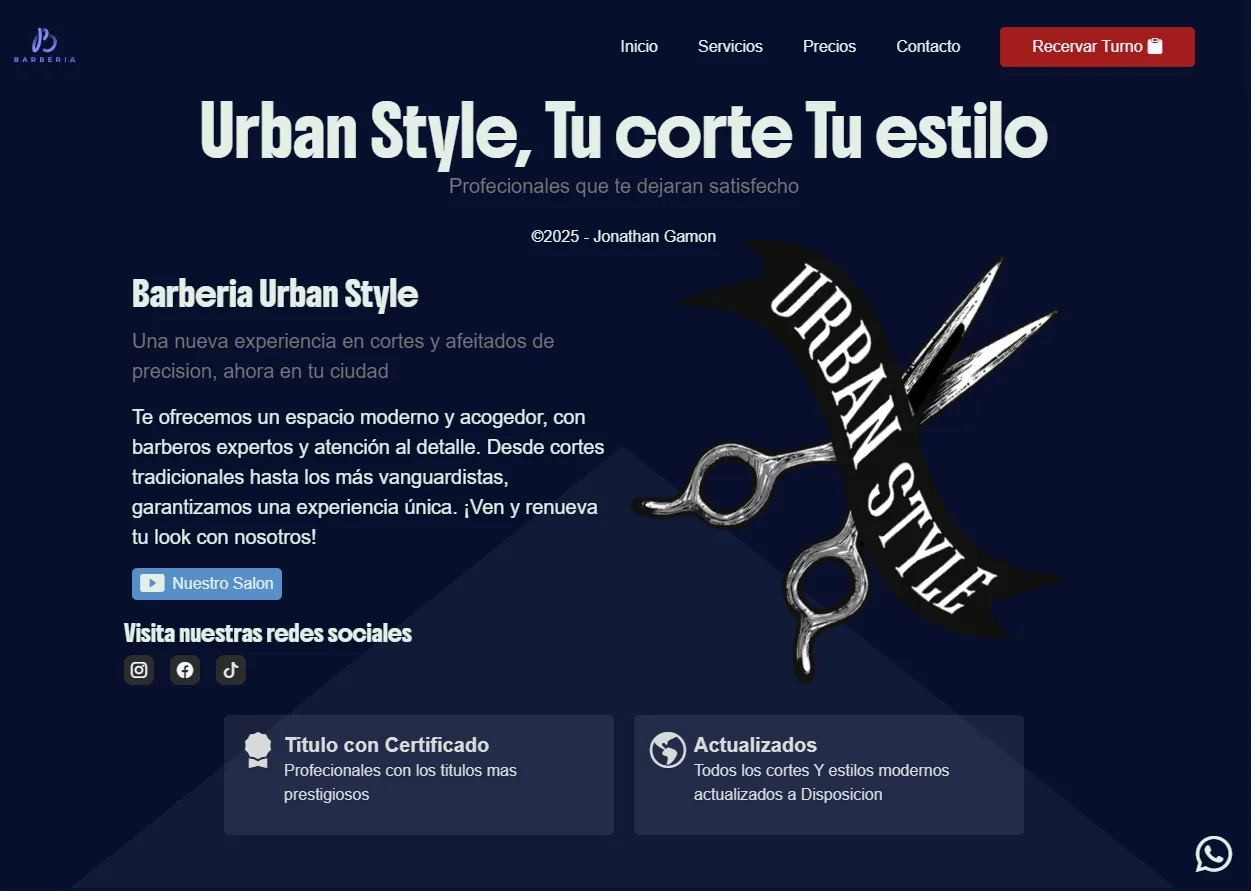 BARBERIA
Inicio
Servicios
Precios
Contacto
Recervar Turno
Urban Style, Tu corte Tu estilo
Profecionales que te dejaran satisfecho
©2025 - Jonathan Gamon
Barberia Urban Style
Una nueva experiencia en cortes y afeitados de
precision, ahora en tu ciudad
Te ofrecemos un espacio moderno y acogedor, con
barberos expertos y atención al detalle. Desde cortes
tradicionales hasta los más vanguardistas,
garantizamos una experiencia única. ¡Ven y renueva
tu look con nosotros!
Nuestro Salon
Visita nuestras redes sociales
URBAN STYLE
Titulo con Certificado
Profecionales con los titulos mas
prestigiosos
Actualizados
Todos los cortes Y estilos modernos
actualizados a Disposicion